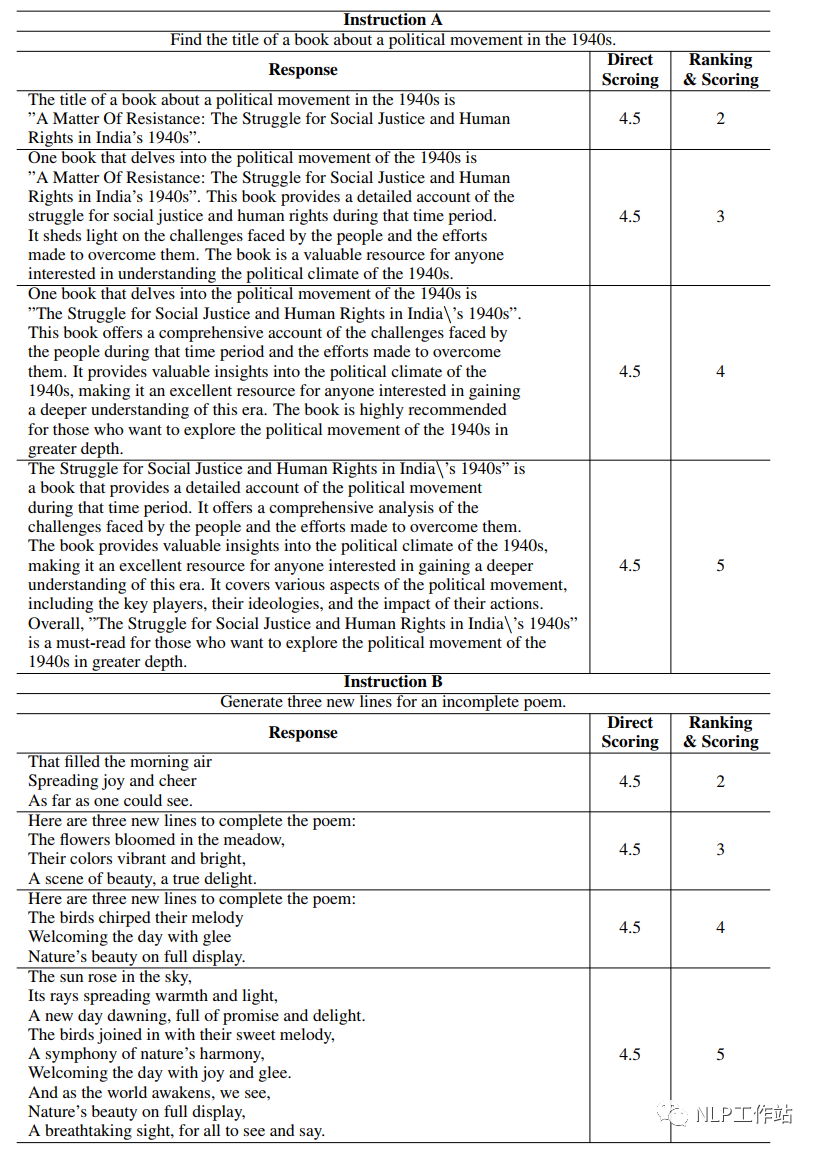 Instruction A
Find the title of a book about a political movement in the 1940s.
Response
Direct
Scroing
Ranking
& Scoring
The title of a book about a political movement in the 1940s is
”A Matter Of Resistance: The Struggle for Social Justice and Human
Rights in India’s 1940s”.
4.5
2
One book that delves into the political movement of the 1940s is
”A Matter Of Resistance: The Struggle for Social Justice and Human
Rights in India’s 1940s”. This book provides a detailed account of the
struggle for social justice and human rights during that time period.
It sheds light on the challenges faced by the people and the efforts
made to overcome them. The book is a valuable resource for anyone
interested in understanding the political climate of the 1940s.
4.5
3
One book that delves into the political movement of the 1940s is
”The Struggle for Social Justice and Human Rights in India\’s 1940s”.
This book offers a comprehensive account of the challenges faced by
the people during that time period and the efforts made to overcome
them. It provides valuable insights into the political climate of the
1940s, making it an excellent resource for anyone interested in gaining
a deeper understanding of this era. The book is highly recommended
for those who want to explore the political movement of the 1940s in
greater depth.
4.5
4
The Struggle for Social Justice and Human Rights in India\’s 1940s” is
a book that provides a detailed account of the political movement
during that time period. It offers a comprehensive analysis of the
challenges faced by the people and the efforts made to overcome them.
The book provides valuable insights into the political climate of the 1940s,
making it an excellent resource for anyone interested in gaining a deeper
understanding of this era. It covers various aspects of the political movement,
including the key players, their ideologies, and the impact of their actions.
Overall, ”The Struggle for Social Justice and Human Rights in India\’s 1940s”
is a must-read for those who want to explore the political movement of the
1940s in greater depth.
4.5
5
Instruction B
Generate three new lines for an incomplete poem.
Response
Direct
Scoring
Ranking
& Scoring
That filled the morning air
Spreading joy and cheer
As far as one could see.
4.5
2
Here are three new lines to complete the poem:
The flowers bloomed in the meadow,
Their colors vibrant and bright,
A scene of beauty, a true delight.
4.5
3
Here are three new lines to complete the poem:
The birds chirped their melody
Welcoming the day with glee
Nature’s beauty on full display.
4.5
4
The sun rose in the sky,
Its rays spreading warmth and light,
A new day dawning, full of promise and delight.
The birds joined in with their sweet melody,
A symphony of nature’s harmony,
Welcoming the day with joy and glee.
And as the world awakens, we see,
Nature’s beauty on full display,
A breathtaking sight, for all to see and say.
4.5
5
NLP工作站